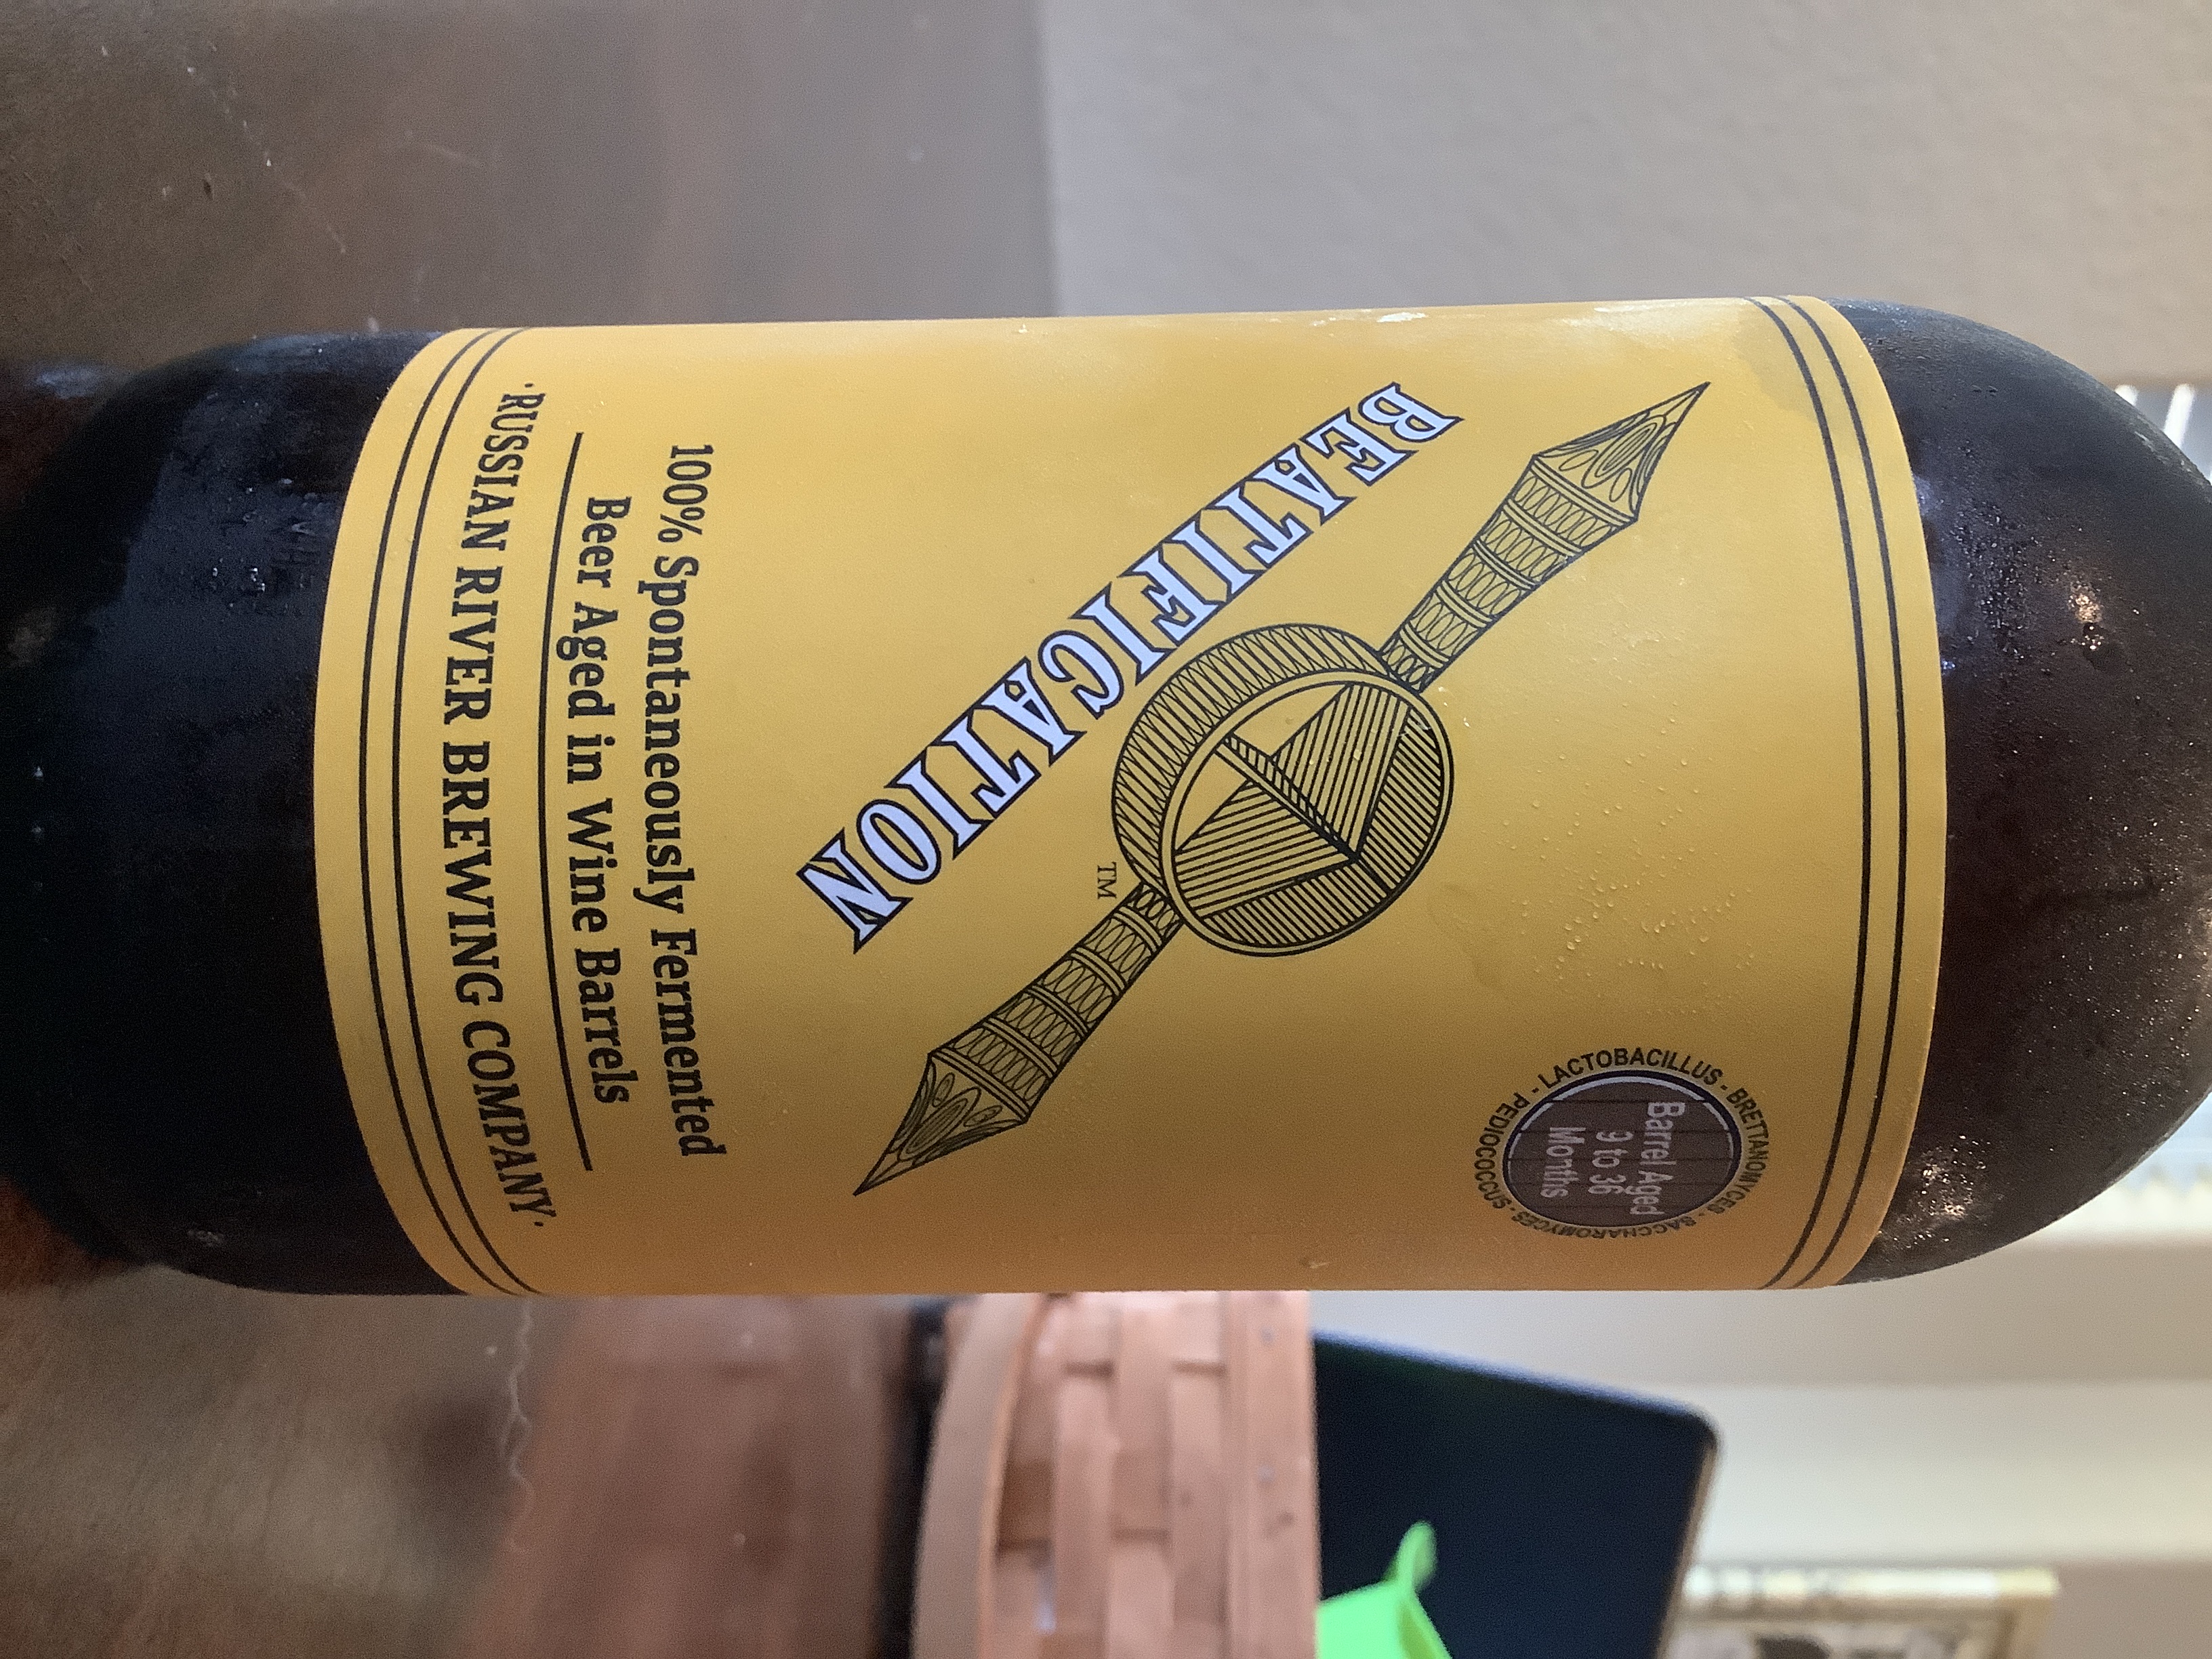 Barrel Aged
9 to 36
Months
PEDIOCOCCUS - LACTOBACILLUS - BRETTANOMYCES - SACCHAROMYCES -
BEATIFICATION
TM
100% Spontaneously Fermented
Beer Aged in Wine Barrels
·RUSSIAN RIVER BREWING COMPANY·